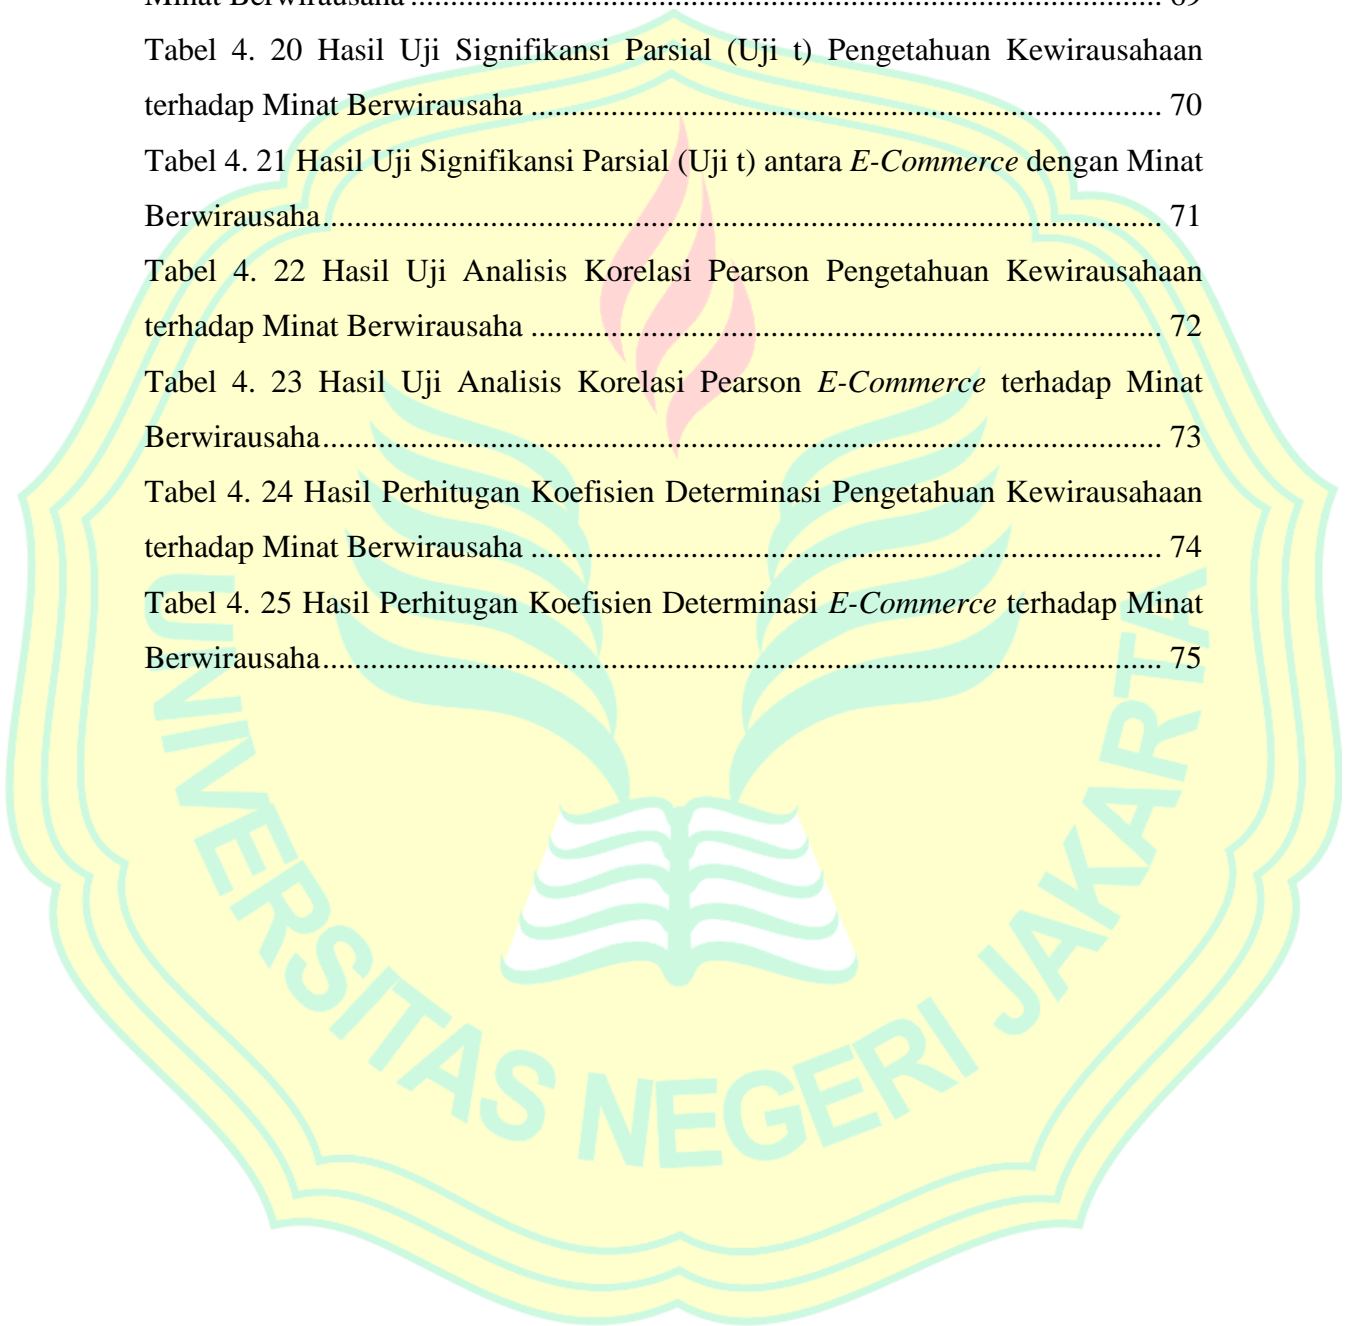 Minat Berwirausaha ............................................................................................... 69
Tabel 4. 20 Hasil Uji Signifikansi Parsial (Uji t) Pengetahuan Kewirausahaan
terhadap Minat Berwirausaha ................................................................................ 70
Tabel 4. 21 Hasil Uji Signifikansi Parsial (Uji t) antara E-Commerce dengan Minat
Berwirausaha.......................................................................................................... 71
Tabel 4. 22 Hasil Uji Analisis Korelasi Pearson Pengetahuan Kewirausahaan
terhadap Minat Berwirausaha ................................................................................ 72
Tabel 4. 23 Hasil Uji Analisis Korelasi Pearson E-Commerce terhadap Minat
Berwirausaha.......................................................................................................... 73
Tabel 4. 24 Hasil Perhitugan Koefisien Determinasi Pengetahuan Kewirausahaan
terhadap Minat Berwirausaha ................................................................................ 74
Tabel 4. 25 Hasil Perhitugan Koefisien Determinasi E-Commerce terhadap Minat
Berwirausaha.......................................................................................................... 75
UNIVERSITAS NEGERI JAKARTA